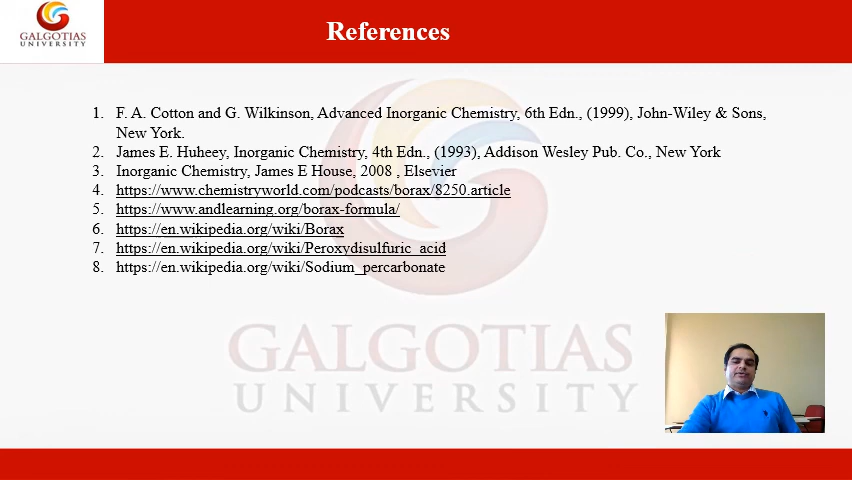 GALGOTIAS
UNIVERSITY
References
1. F. A. Cotton and G. Wilkinson, Advanced Inorganic Chemistry, 6th Edn., (1999), John-Wiley & Sons,
New York.
2. James E. Huheey, Inorganic Chemistry, 4th Edn., (1993), Addison Wesley Pub. Co., New York
3. Inorganic Chemistry, James E House, 2008 , Elsevier
4. https://www.chemistryworld.com/podcasts/borax/8250.article
5. https://www.andlearning.org/borax-formula/
6. https://en.wikipedia.org/wiki/Borax
7. https://en.wikipedia.org/wiki/Peroxydisulfuric_acid
8. https://en.wikipedia.org/wiki/Sodium_percarbonate
GALGOTIAS
UNIVERSITY